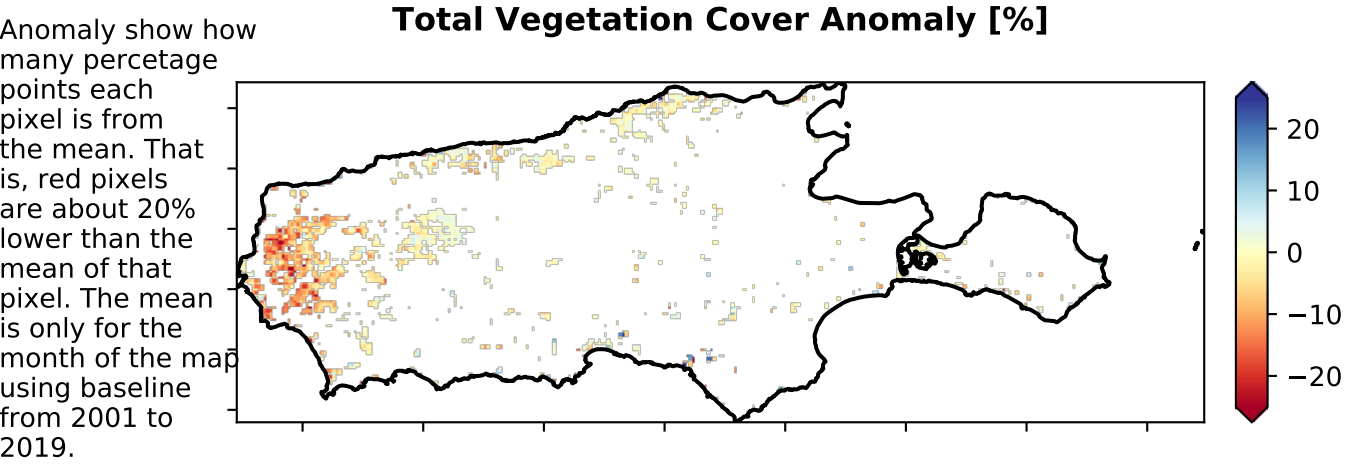 Total Vegetation Cover Anomaly [%]
Anomaly show how
many percetage
points each
pixel is from
the mean. That
is, red pixels
are about 20%
lower than the
mean of that
pixel. The mean
is only for the
month of the map
using baseline
from 2001 to
2019.
20
10
0
−10
−20